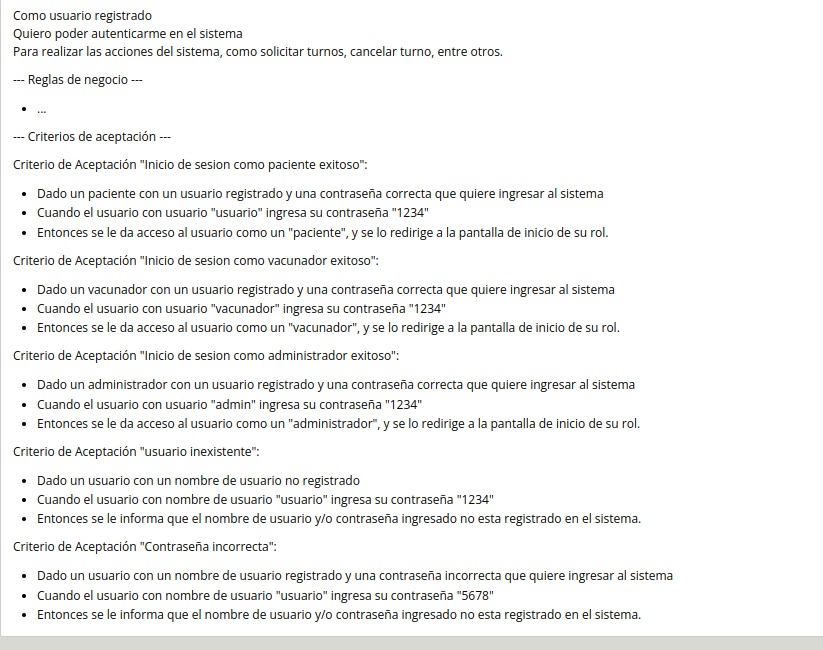 Como usuario registrado
Quiero poder autenticarme en el sistema
Para realizar las acciones del sistema, como solicitar turnos, cancelar turno, entre otros.
--- Reglas de negocio ---
• ...
--- Criterios de aceptación ---
Criterio de Aceptación "Inicio de sesion como paciente exitoso":
• Dado un paciente con un usuario registrado y una contraseña correcta que quiere ingresar al sistema
• Cuando el usuario con usuario "usuario" ingresa su contraseña "1234"
• Entonces se le da acceso al usuario como un "paciente", y se lo redirige a la pantalla de inicio de su rol.
Criterio de Aceptación "Inicio de sesion como vacunador exitoso":
• Dado un vacunador con un usuario registrado y una contraseña correcta que quiere ingresar al sistema
• Cuando el usuario con usuario "vacunador" ingresa su contraseña "1234"
• Entonces se le da acceso al usuario como un "vacunador", y se lo redirige a la pantalla de inicio de su rol.
Criterio de Aceptación "Inicio de sesion como administrador exitoso":
• Dado un administrador con un usuario registrado y una contraseña correcta que quiere ingresar al sistema
• Cuando el usuario con usuario "admin" ingresa su contraseña "1234"
• Entonces se le da acceso al usuario como un "administrador", y se lo redirige a la pantalla de inicio de su rol.
Criterio de Aceptación "usuario inexistente":
• Dado un usuario con un nombre de usuario no registrado
• Cuando el usuario con nombre de usuario "usuario" ingresa su contraseña "1234"
• Entonces se le informa que el nombre de usuario y/o contraseña ingresado no esta registrado en el sistema.
Criterio de Aceptación "Contraseña incorrecta":
• Dado un usuario con un nombre de usuario registrado y una contraseña incorrecta que quiere ingresar al sistema
• Cuando el usuario con nombre de usuario "usuario" ingresa su contraseña "5678"
• Entonces se le informa que el nombre de usuario y/o contraseña ingresado no esta registrado en el sistema.